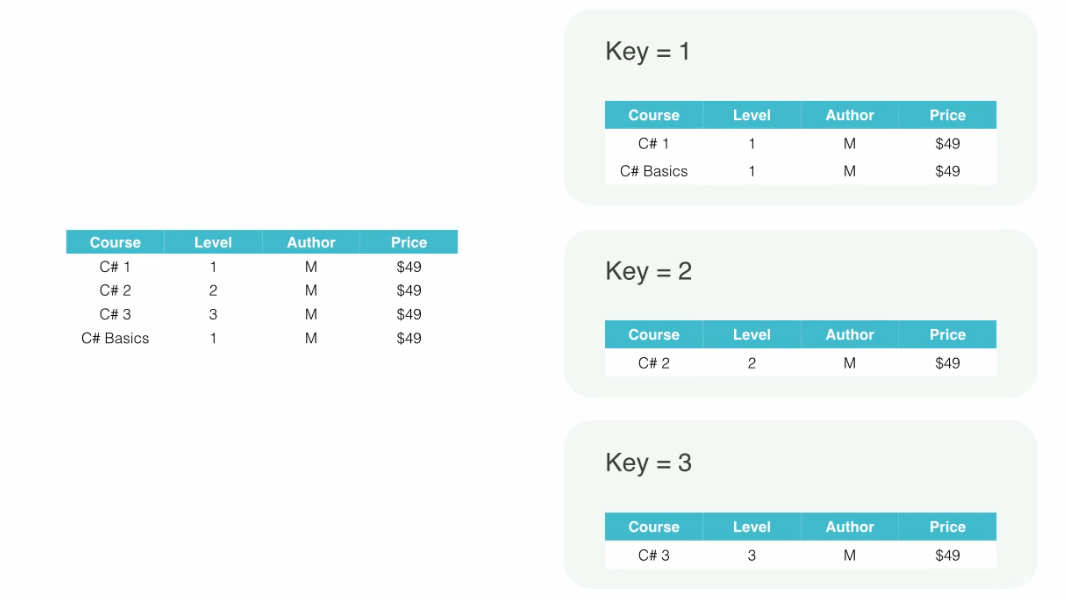 Course Level Author Price
C# 1 1 M $49
C# 2 2 M $49
C# 3 3 M $49
C# Basics 1 M $49
Key = 1
Course Level Author Price
C# 1 1 M $49
C# Basics 1 M $49
Key = 2
Course Level Author Price
C# 2 2 M $49
Key = 3
Course Level Author Price
C# 3 3 M $49